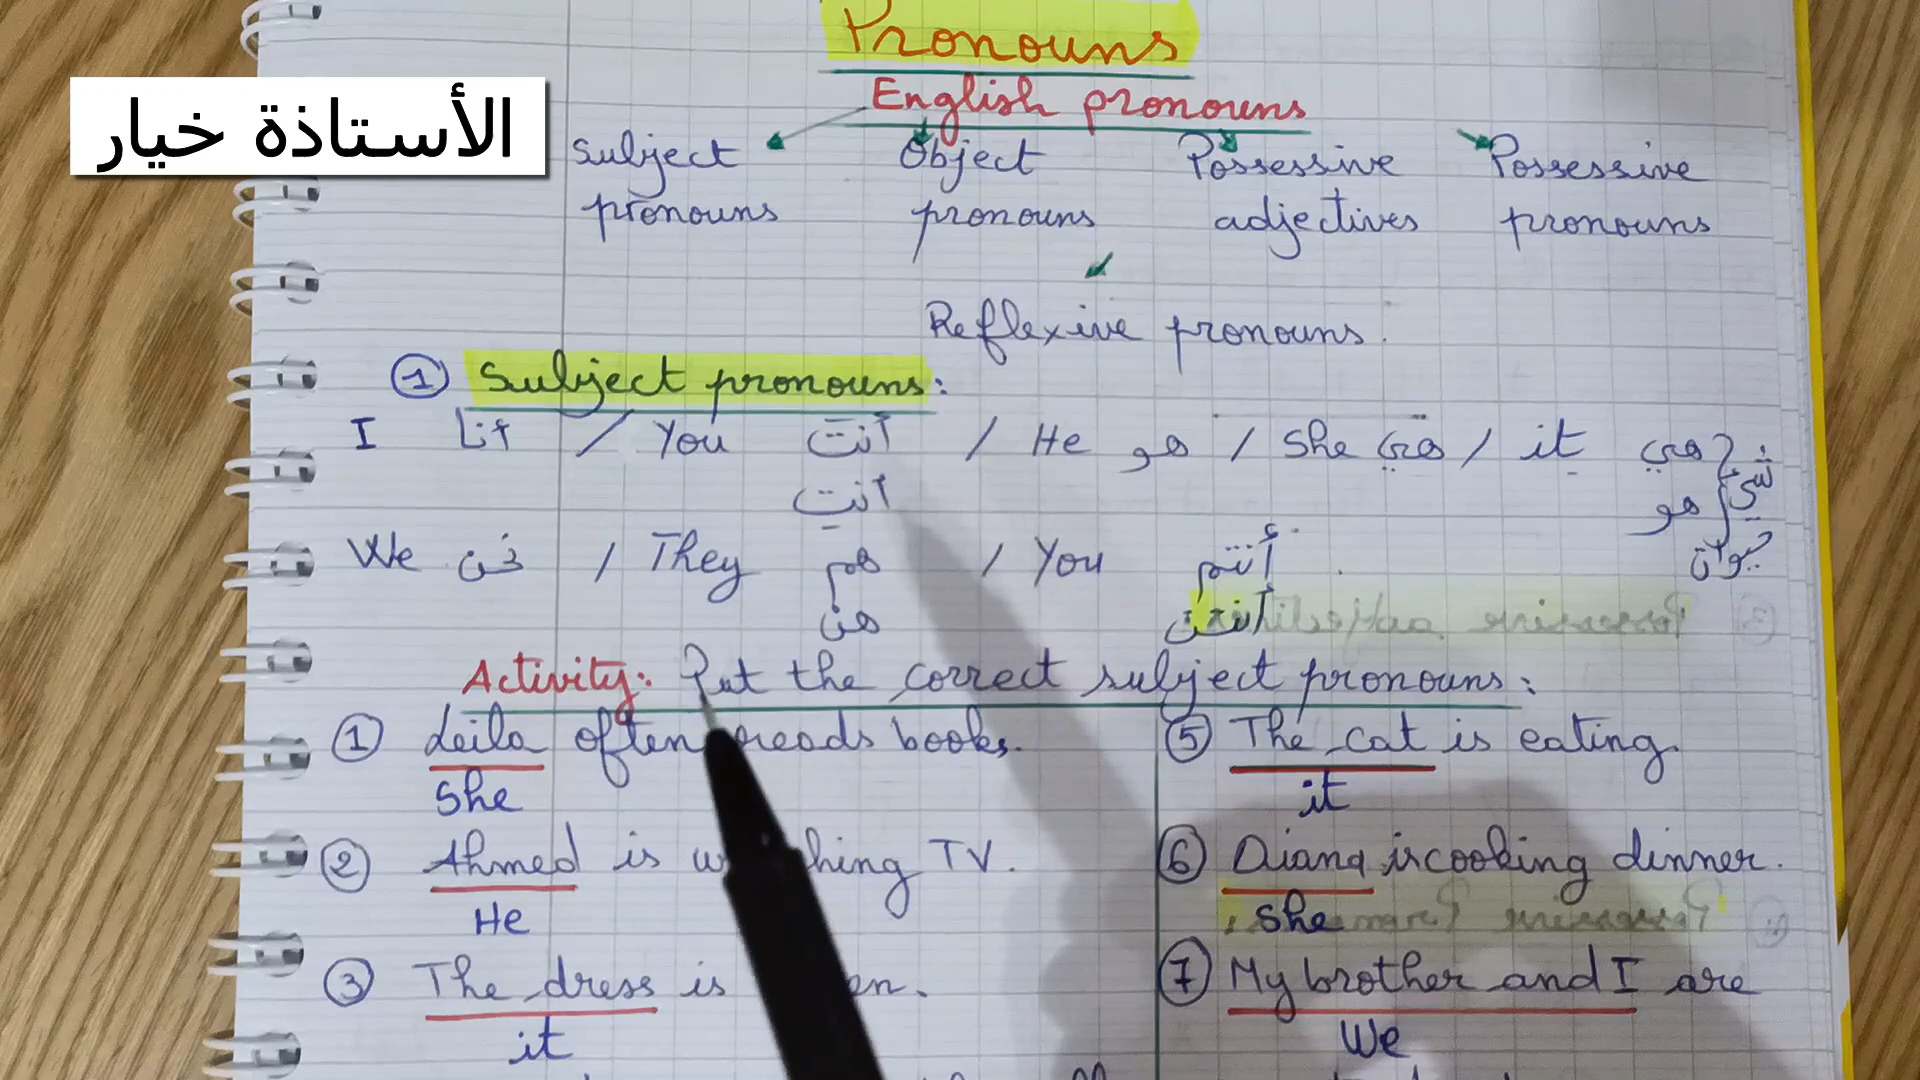 الأستاذة خيار
Pronouns
English pronouns
Subject pronouns
Object pronouns
Possessive adjectives
Possessive pronouns
Reflexive pronouns.
① Subject pronouns:
I أنا / You أنتَ / He هو / She هي / it هي شيء
أنتِ هو حيوان
We نحن / They هم / You أنتم
هن أنتن
Activity: Put the correct subject pronouns:
① Leila often reads books.
She
② Ahmed is TV.
He
③ The dress is
it
⑤ The cat is eating.
it
⑥ Diana is cooking dinner.
She
⑦ My brother and I are
We